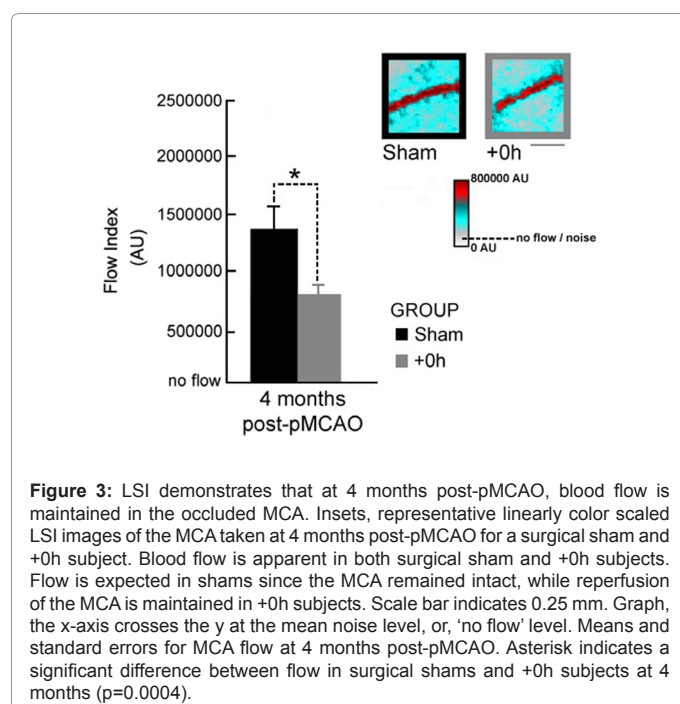 2500000
2000000
1500000
1000000
500000
no flow
Flow Index
(AU)
*
4 months
post-pMCAO
Sham
+0h
800000 AU
no flow / noise
0 AU
GROUP
Sham
+0h
Figure 3: LSI demonstrates that at 4 months post-pMCAO, blood flow is
maintained in the occluded MCA. Insets, representative linearly color scaled
LSI images of the MCA taken at 4 months post-pMCAO for a surgical sham and
+0h subject. Blood flow is apparent in both surgical sham and +0h subjects.
Flow is expected in shams since the MCA remained intact, while reperfusion
of the MCA is maintained in +0h subjects. Scale bar indicates 0.25 mm. Graph,
the x-axis crosses the y at the mean noise level, or, ‘no flow’ level. Means and
standard errors for MCA flow at 4 months post-pMCAO. Asterisk indicates a
significant difference between flow in surgical shams and +0h subjects at 4
months (p=0.0004).